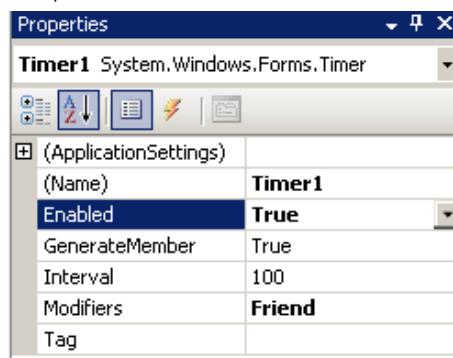 Properties
Timer1 System.Windows.Forms.Timer
(ApplicationSettings)
(Name) Timer1
Enabled True
GenerateMember True
Interval 100
Modifiers Friend
Tag